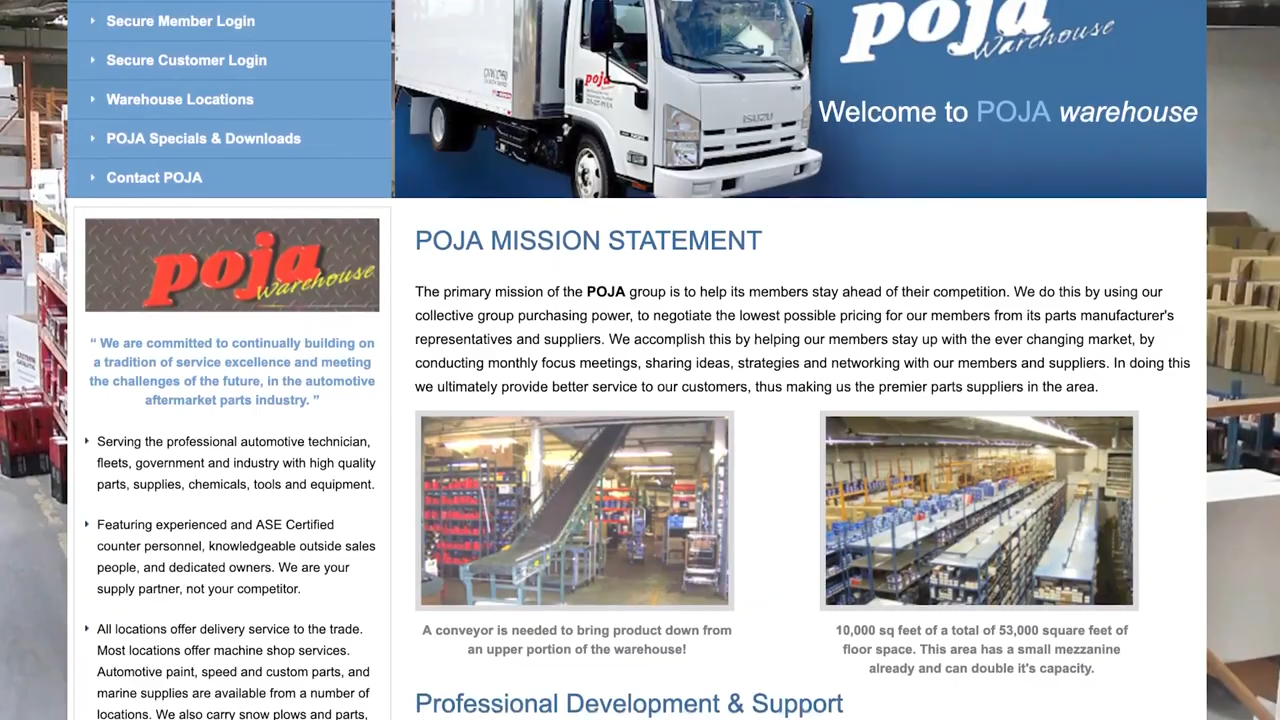 Secure Member Login
Secure Customer Login
Warehouse Locations
POJA Specials & Downloads
Contact POJA
poja
ISUZU
poja
Warehouse
Welcome to POJA warehouse
poja
Warehouse
“ We are committed to continually building on
a tradition of service excellence and meeting
the challenges of the future, in the automotive
aftermarket parts industry. ”
Serving the professional automotive technician,
fleets, government and industry with high quality
parts, supplies, chemicals, tools and equipment.
Featuring experienced and ASE Certified
counter personnel, knowledgeable outside sales
people, and dedicated owners. We are your
supply partner, not your competitor.
All locations offer delivery service to the trade.
Most locations offer machine shop services.
Automotive paint, speed and custom parts, and
marine supplies are available from a number of
locations. We also carry snow plows and parts,
POJA MISSION STATEMENT
The primary mission of the POJA group is to help its members stay ahead of their competition. We do this by using our
collective group purchasing power, to negotiate the lowest possible pricing for our members from its parts manufacturer's
representatives and suppliers. We accomplish this by helping our members stay up with the ever changing market, by
conducting monthly focus meetings, sharing ideas, strategies and networking with our members and suppliers. In doing this
we ultimately provide better service to our customers, thus making us the premier parts suppliers in the area.
A conveyor is needed to bring product down from
an upper portion of the warehouse!
10,000 sq feet of a total of 53,000 square feet of
floor space. This area has a small mezzanine
already and can double it's capacity.
Professional Development & Support